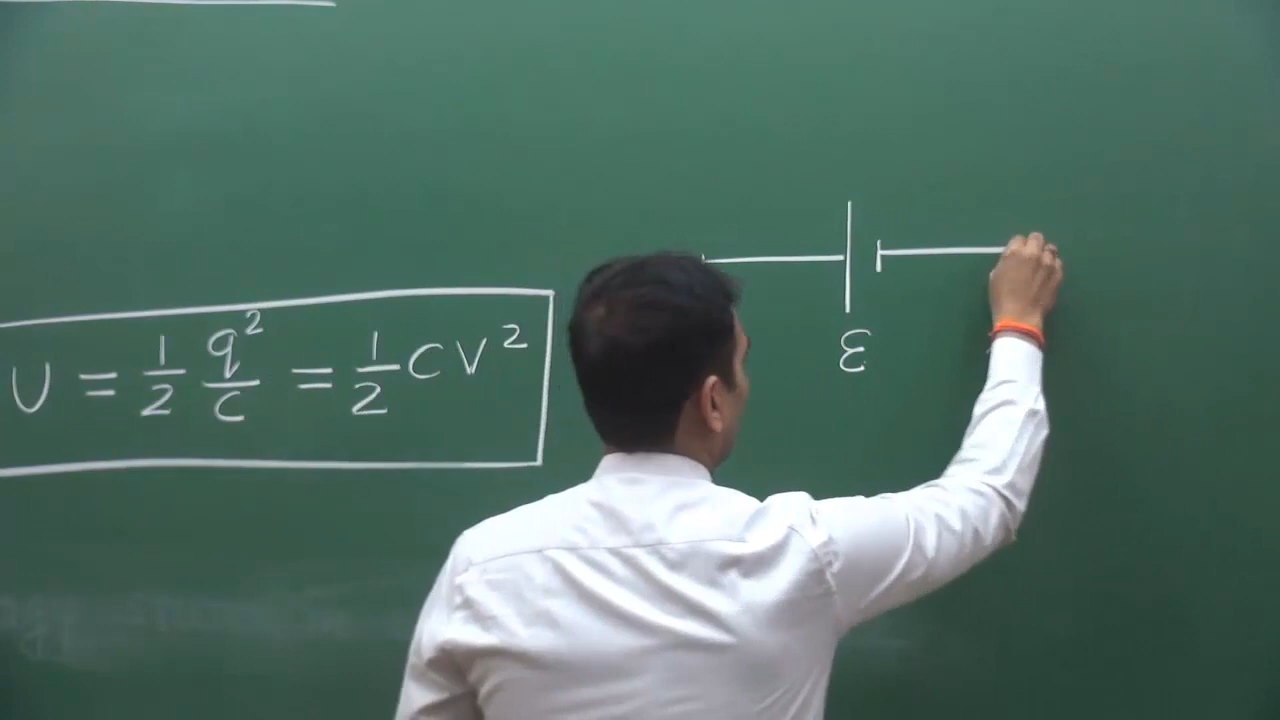 U = 1/2 q²/C = 1/2 CV²
ε